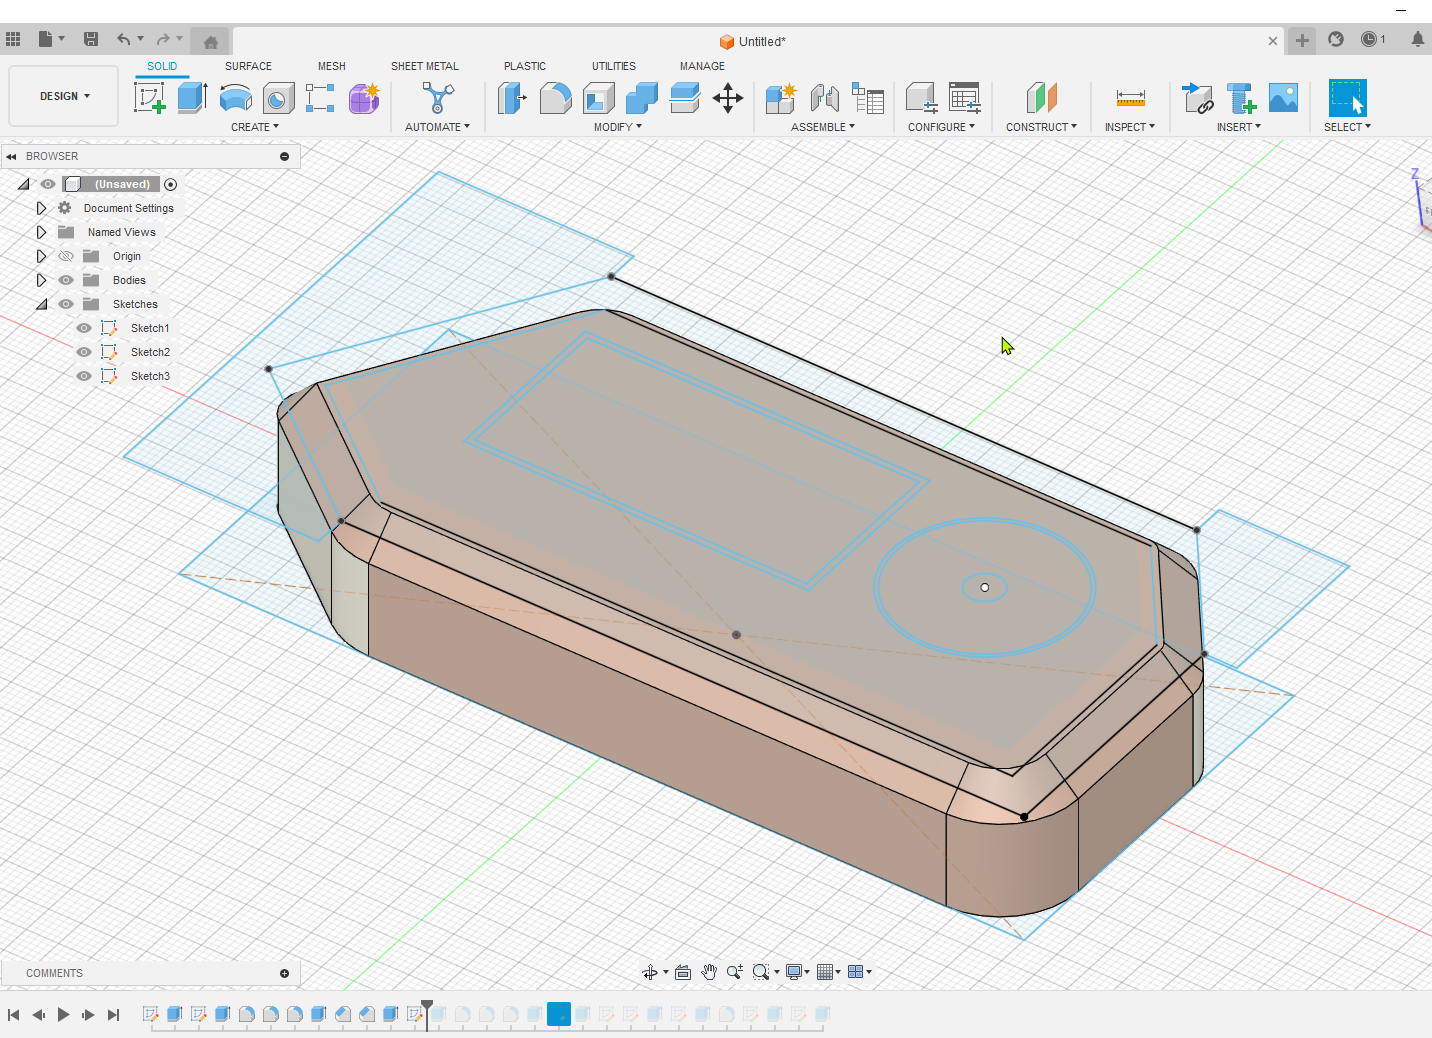 Untitled*
1
DESIGN
SOLID SURFACE MESH SHEET METAL PLASTIC UTILITIES MANAGE
CREATE AUTOMATE MODIFY ASSEMBLE CONFIGURE CONSTRUCT INSPECT INSERT SELECT
BROWSER
(Unsaved)
Document Settings
Named Views
Origin
Bodies
Sketches
Sketch1
Sketch2
Sketch3
Z
COMMENTS